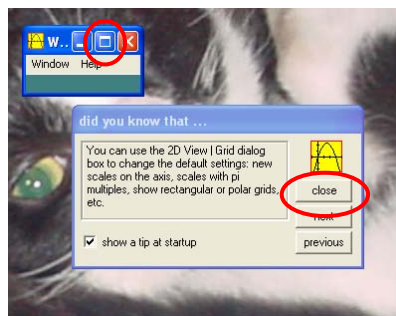 W..
Window Help
did you know that ...
You can use the 2D View | Grid dialog
box to change the default settings: new
scales on the axis, scales with pi
multiples, show rectangular or polar grids,
etc.
close
next
show a tip at startup
previous